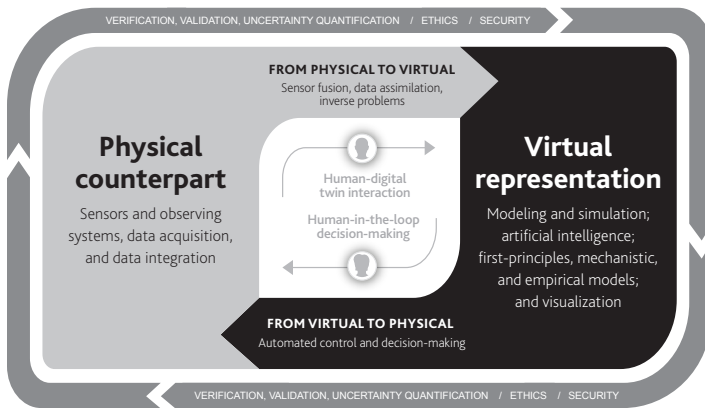 VERIFICATION, VALIDATION, UNCERTAINTY QUANTIFICATION / ETHICS / SECURITY
FROM PHYSICAL TO VIRTUAL
Sensor fusion, data assimilation,
inverse problems
Physical
counterpart
Sensors and observing
systems, data acquisition,
and data integration
Human-digital
twin interaction
Human-in-the-loop
decision-making
Virtual
representation
Modeling and simulation;
artificial intelligence;
first-principles, mechanistic,
and empirical models;
and visualization
FROM VIRTUAL TO PHYSICAL
Automated control and decision-making
VERIFICATION, VALIDATION, UNCERTAINTY QUANTIFICATION / ETHICS / SECURITY